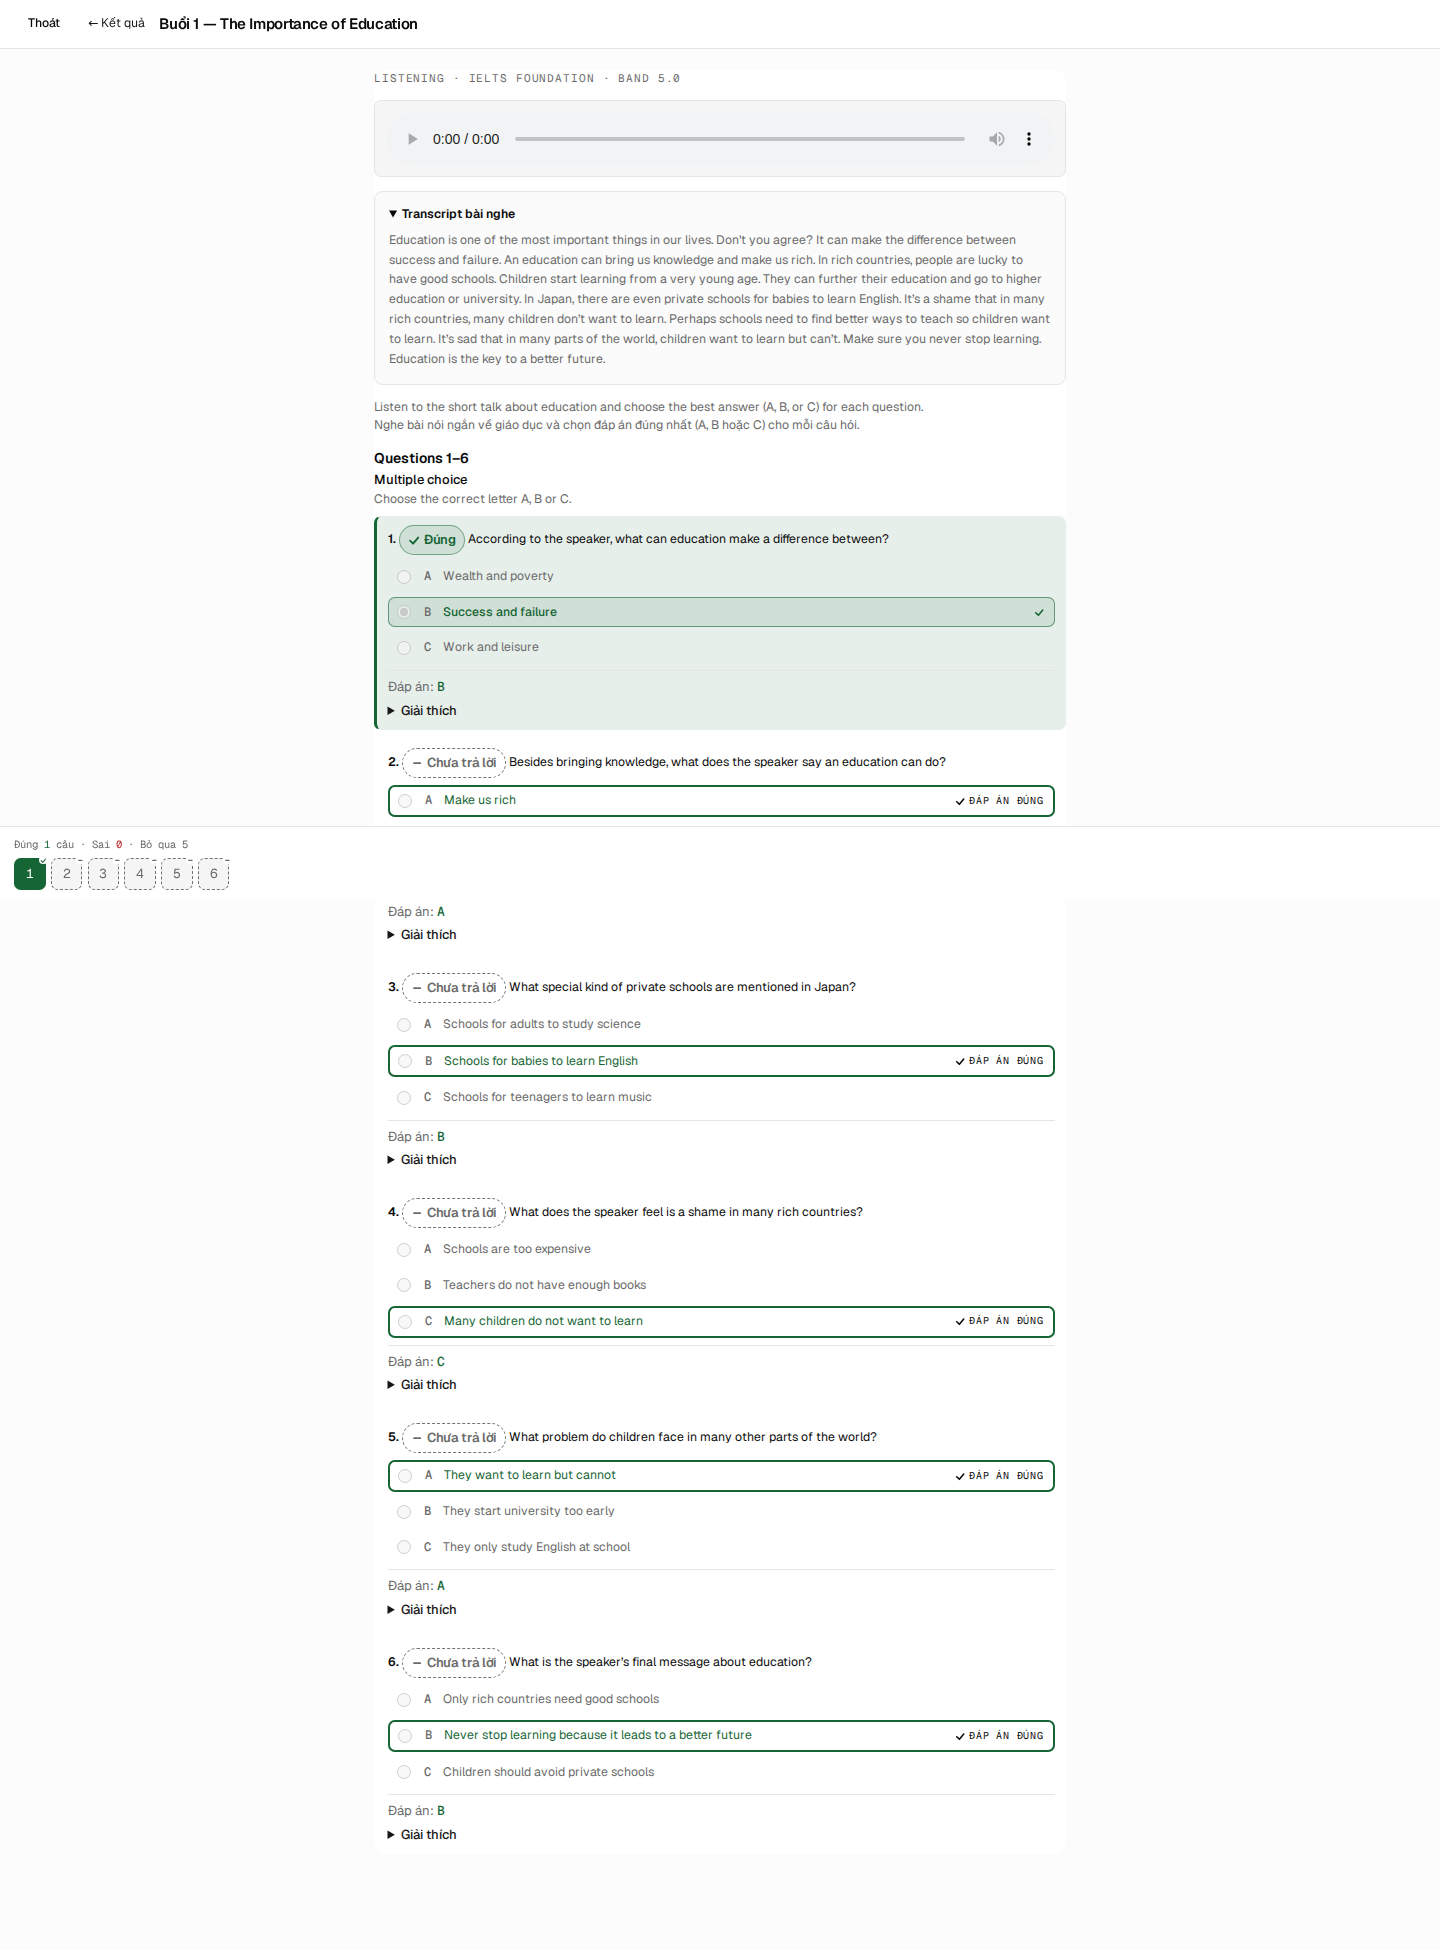 Thoát
← Kết quả
Buổi 1 — The Importance of Education
LISTENING · IELTS FOUNDATION · BAND 5.0
0:00 / 0:00
▼ Transcript bài nghe
Education is one of the most important things in our lives. Don't you agree? It can make the difference between
success and failure. An education can bring us knowledge and make us rich. In rich countries, people are lucky to
have good schools. Children start learning from a very young age. They can further their education and go to higher
education or university. In Japan, there are even private schools for babies to learn English. It's a shame that in many
rich countries, many children don't want to learn. Perhaps schools need to find better ways to teach so children want
to learn. It's sad that in many parts of the world, children want to learn but can't. Make sure you never stop learning.
Education is the key to a better future.
Listen to the short talk about education and choose the best answer (A, B, or C) for each question.
Nghe bài nói ngắn về giáo dục và chọn đáp án đúng nhất (A, B hoặc C) cho mỗi câu hỏi.
Questions 1–6
Multiple choice
Choose the correct letter A, B or C.
1. ✓ Đúng According to the speaker, what can education make a difference between?
A Wealth and poverty
B Success and failure ✓
C Work and leisure
Đáp án: B
▶ Giải thích
2. – Chưa trả lời Besides bringing knowledge, what does the speaker say an education can do?
A Make us rich ✓ ĐÁP ÁN ĐÚNG
Đúng 1 câu · Sai 0 · Bỏ qua 5
1 2 3 4 5 6
Đáp án: A
▶ Giải thích
3. – Chưa trả lời What special kind of private schools are mentioned in Japan?
A Schools for adults to study science
B Schools for babies to learn English ✓ ĐÁP ÁN ĐÚNG
C Schools for teenagers to learn music
Đáp án: B
▶ Giải thích
4. – Chưa trả lời What does the speaker feel is a shame in many rich countries?
A Schools are too expensive
B Teachers do not have enough books
C Many children do not want to learn ✓ ĐÁP ÁN ĐÚNG
Đáp án: C
▶ Giải thích
5. – Chưa trả lời What problem do children face in many other parts of the world?
A They want to learn but cannot ✓ ĐÁP ÁN ĐÚNG
B They start university too early
C They only study English at school
Đáp án: A
▶ Giải thích
6. – Chưa trả lời What is the speaker's final message about education?
A Only rich countries need good schools
B Never stop learning because it leads to a better future ✓ ĐÁP ÁN ĐÚNG
C Children should avoid private schools
Đáp án: B
▶ Giải thích